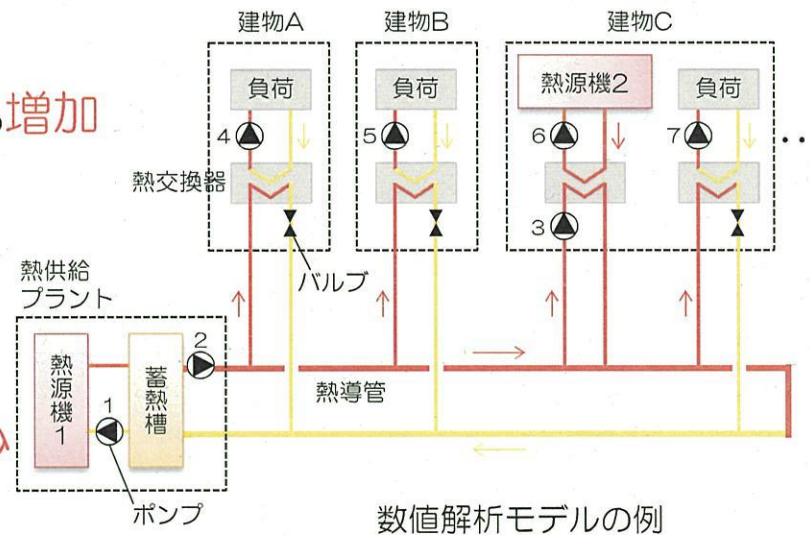 建物A
建物B
建物C
増加
負荷
負荷
熱源機2
負荷
4
5
6
7
熱交換器
3
バルブ
熱供給
プラント
2
熱源機1
1
蓄熱槽
熱導管
ポンプ
数値解析モデルの例